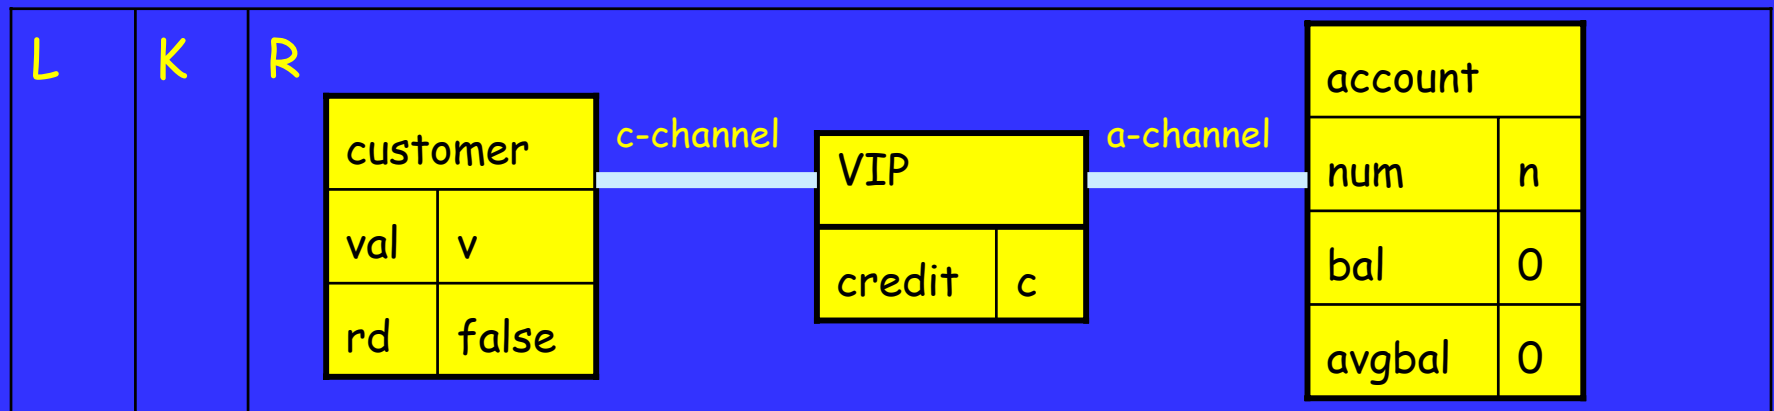 L
K
R
customer
val v
rd false
c-channel
VIP
credit c
a-channel
account
num n
bal 0
avgbal 0